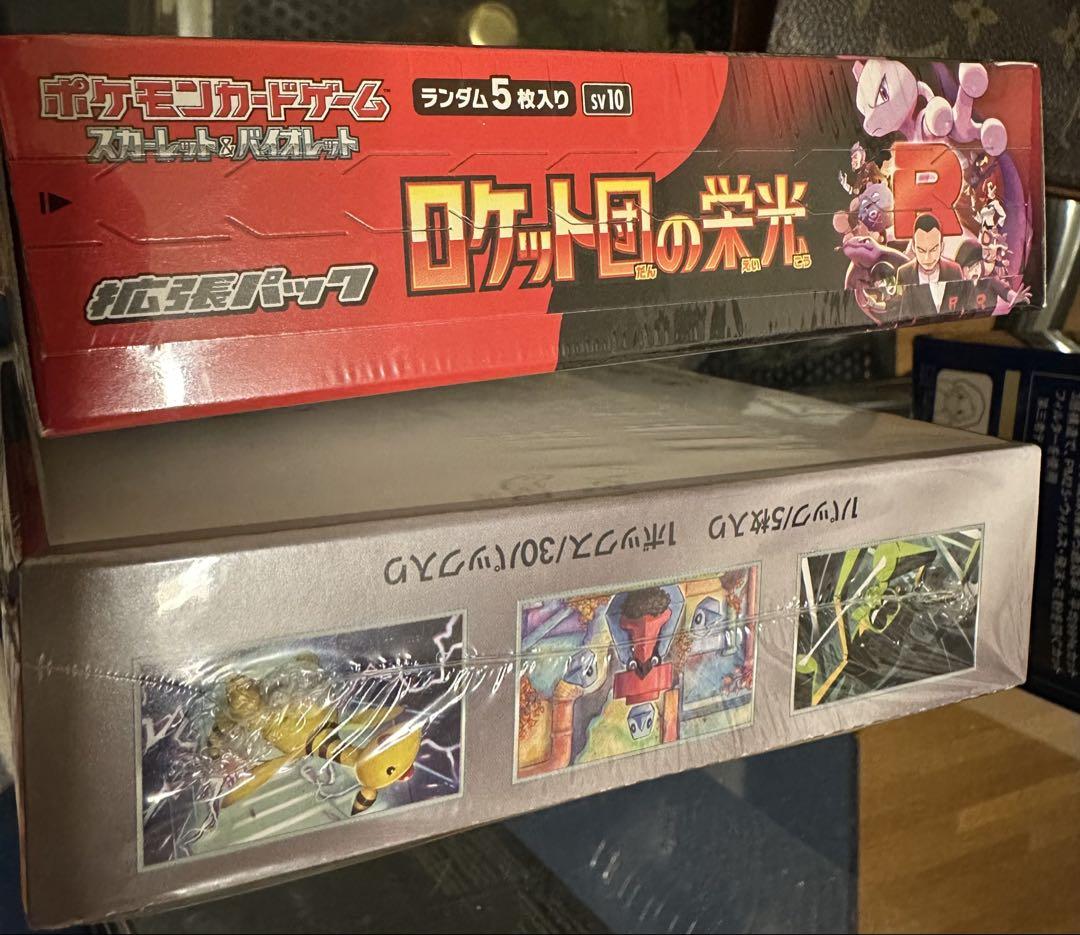 ポケモンカードゲーム
スカーレット&バイオレット
ランダム5枚入り
sv10
ロケット団の栄光
だん えい こう
拡張パック
R
R R
1パック/5枚入り 1ボックス/30パック入り